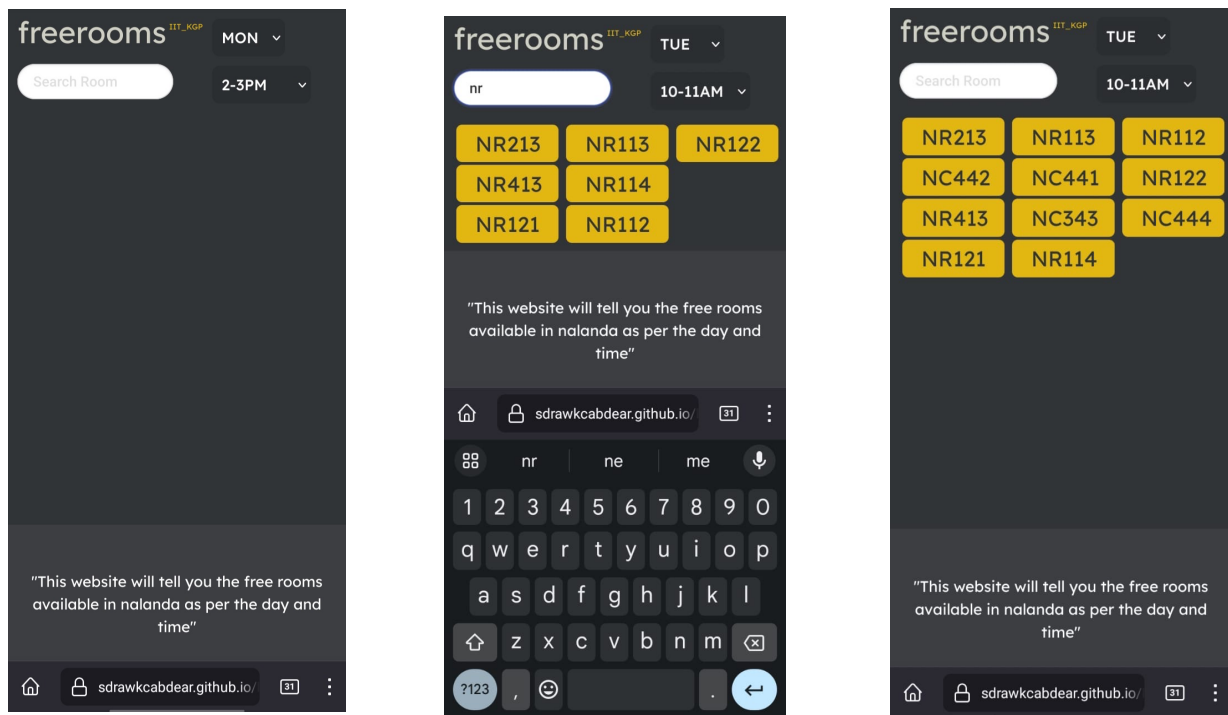 freerooms IIT_KGP MON
Search Room 2-3PM
"This website will tell you the free rooms
available in nalanda as per the day and
time"
sdrawkcabdear.github.io/ 31
freerooms IIT_KGP TUE
nr 10-11AM
NR213 NR113 NR122
NR413 NR114
NR121 NR112
"This website will tell you the free rooms
available in nalanda as per the day and
time"
sdrawkcabdear.github.io/ 31
nr ne me
1 2 3 4 5 6 7 8 9 0
q w e r t y u i o p
a s d f g h j k l
z x c v b n m
?123 , .
freerooms IIT_KGP TUE
Search Room 10-11AM
NR213 NR113 NR112
NC442 NC441 NR122
NR413 NC343 NC444
NR121 NR114
"This website will tell you the free rooms
available in nalanda as per the day and
time"
sdrawkcabdear.github.io/ 31